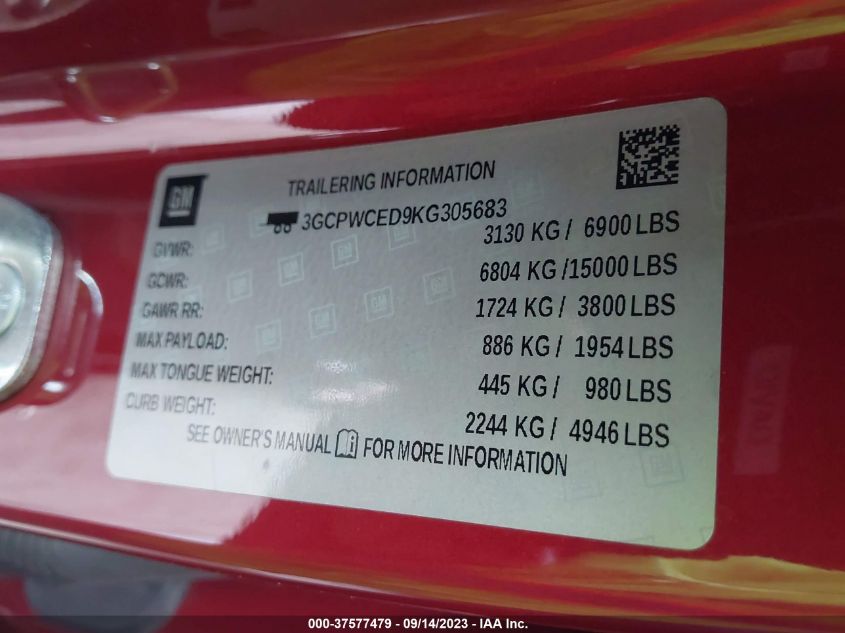 GM
TRAILERING INFORMATION
3GCPWCED9KG305683
GVWR: 3130 KG / 6900 LBS
GCWR: 6804 KG /15000 LBS
GAWR RR: 1724 KG / 3800 LBS
MAX PAYLOAD: 886 KG / 1954 LBS
MAX TONGUE WEIGHT: 445 KG / 980 LBS
CURB WEIGHT: 2244 KG / 4946 LBS
SEE OWNER'S MANUAL FOR MORE INFORMATION
000-37577479 - 09/14/2023 - IAA Inc.